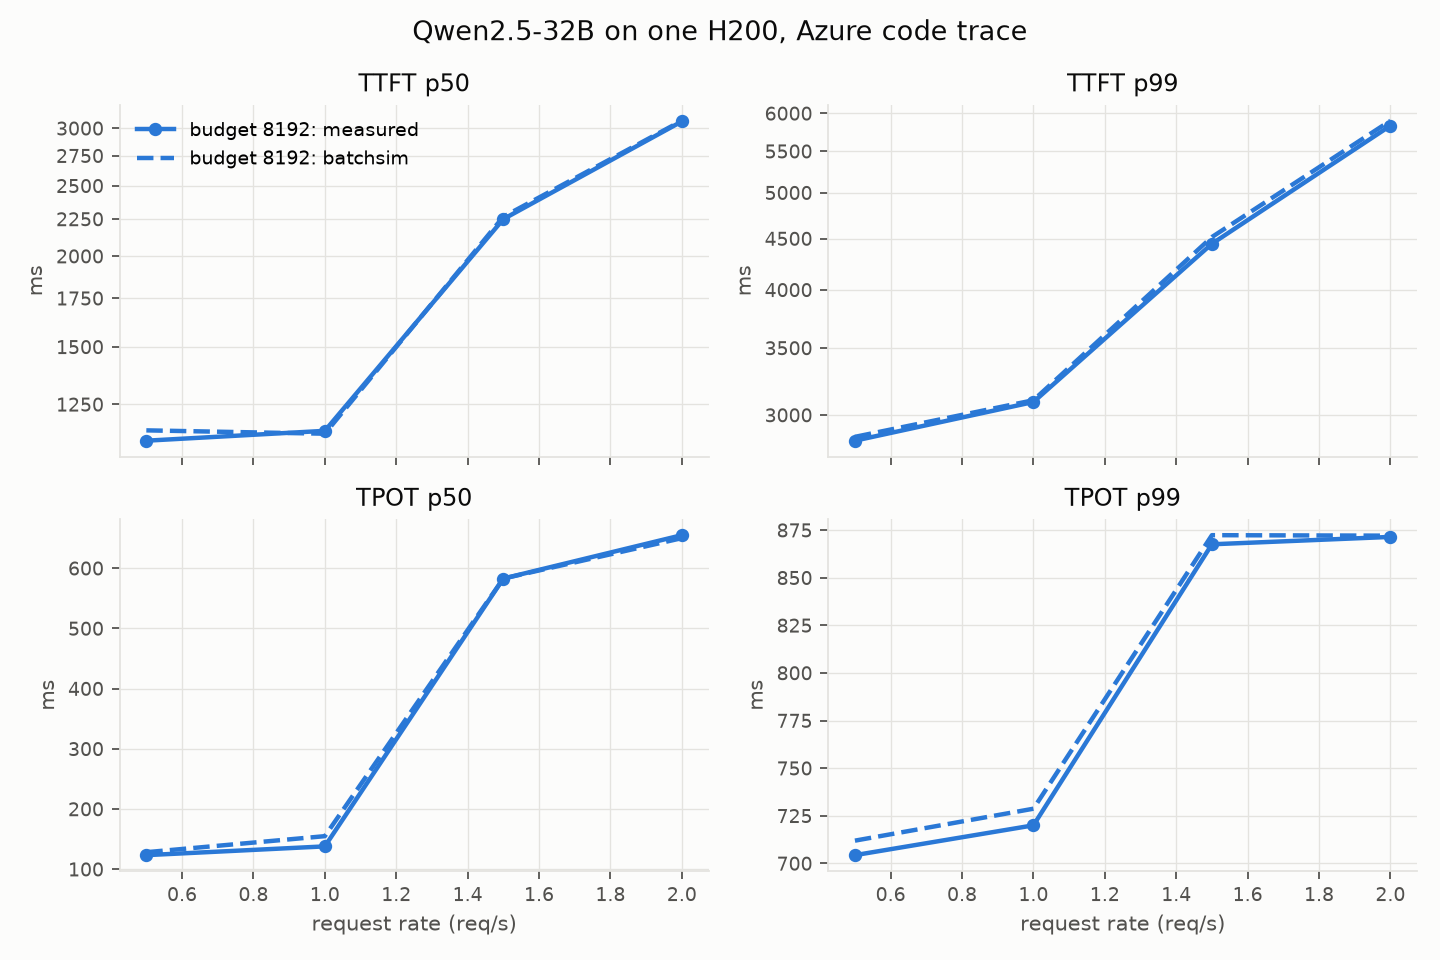 Qwen2.5-32B on one H200, Azure code trace
TTFT p50
ms
3000
2750
2500
2250
2000
1750
1500
1250
budget 8192: measured
budget 8192: batchsim
TTFT p99
ms
6000
5500
5000
4500
4000
3500
3000
TPOT p50
ms
600
500
400
300
200
100
0.6 0.8 1.0 1.2 1.4 1.6 1.8 2.0
request rate (req/s)
TPOT p99
ms
875
850
825
800
775
750
725
700
0.6 0.8 1.0 1.2 1.4 1.6 1.8 2.0
request rate (req/s)